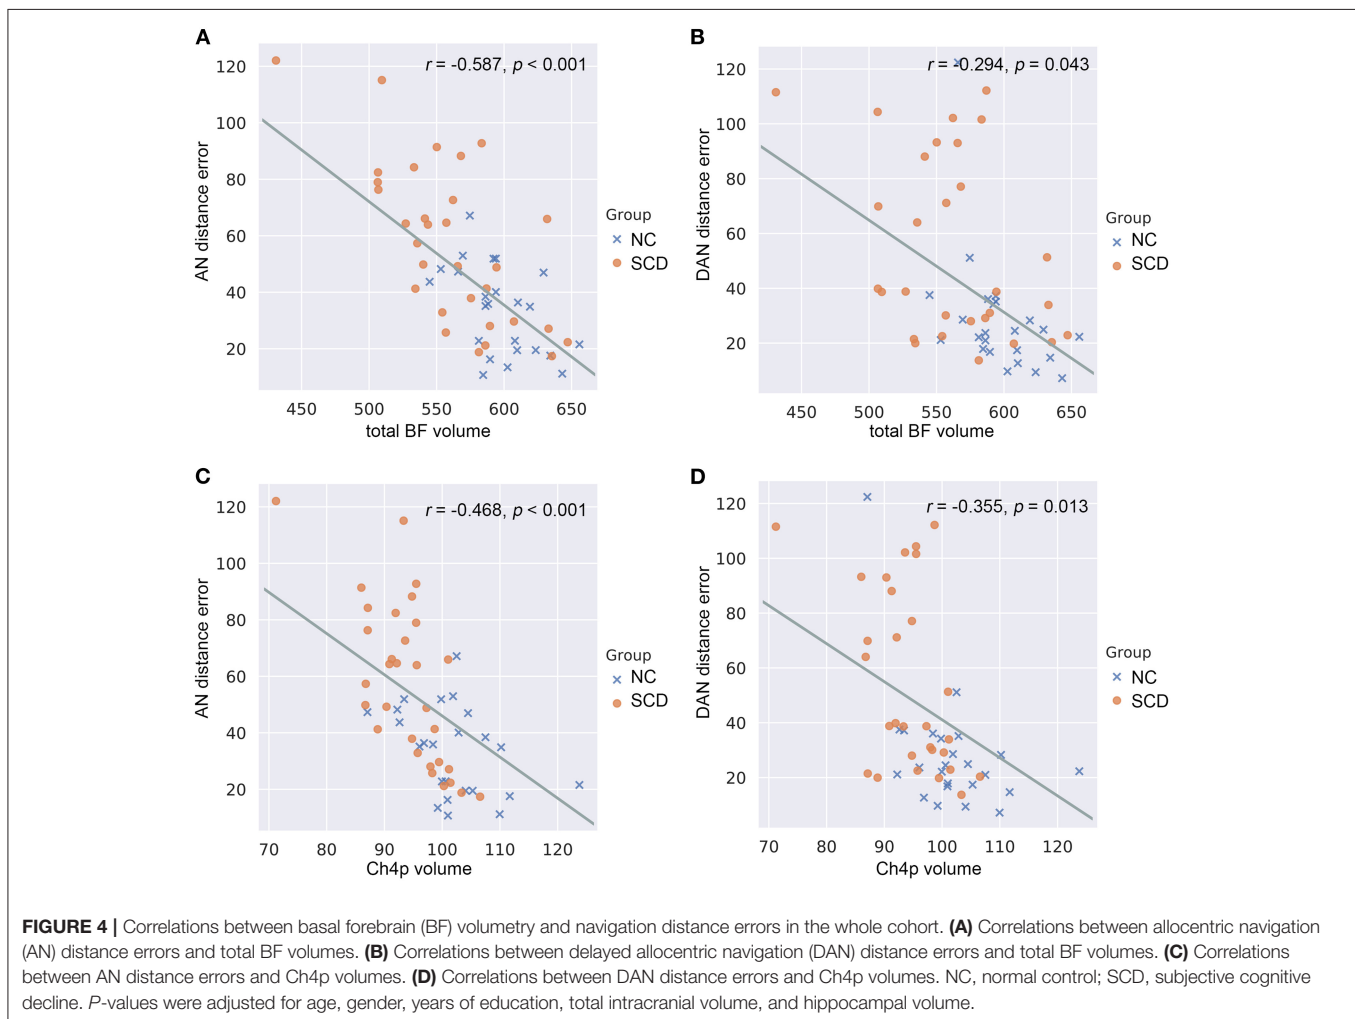 A
r = -0.587, p < 0.001
120
100
80
60
40
20
AN distance error
450 500 550 600 650
total BF volume
Group
NC
SCD
B
r = -0.294, p = 0.043
120
100
80
60
40
20
DAN distance error
450 500 550 600 650
total BF volume
Group
NC
SCD
C
r = -0.468, p < 0.001
120
100
80
60
40
20
AN distance error
70 80 90 100 110 120
Ch4p volume
Group
NC
SCD
D
r = -0.355, p = 0.013
120
100
80
60
40
20
DAN distance error
70 80 90 100 110 120
Ch4p volume
Group
NC
SCD
FIGURE 4 | Correlations between basal forebrain (BF) volumetry and navigation distance errors in the whole cohort. (A) Correlations between allocentric navigation
(AN) distance errors and total BF volumes. (B) Correlations between delayed allocentric navigation (DAN) distance errors and total BF volumes. (C) Correlations
between AN distance errors and Ch4p volumes. (D) Correlations between DAN distance errors and Ch4p volumes. NC, normal control; SCD, subjective cognitive
decline. P-values were adjusted for age, gender, years of education, total intracranial volume, and hippocampal volume.